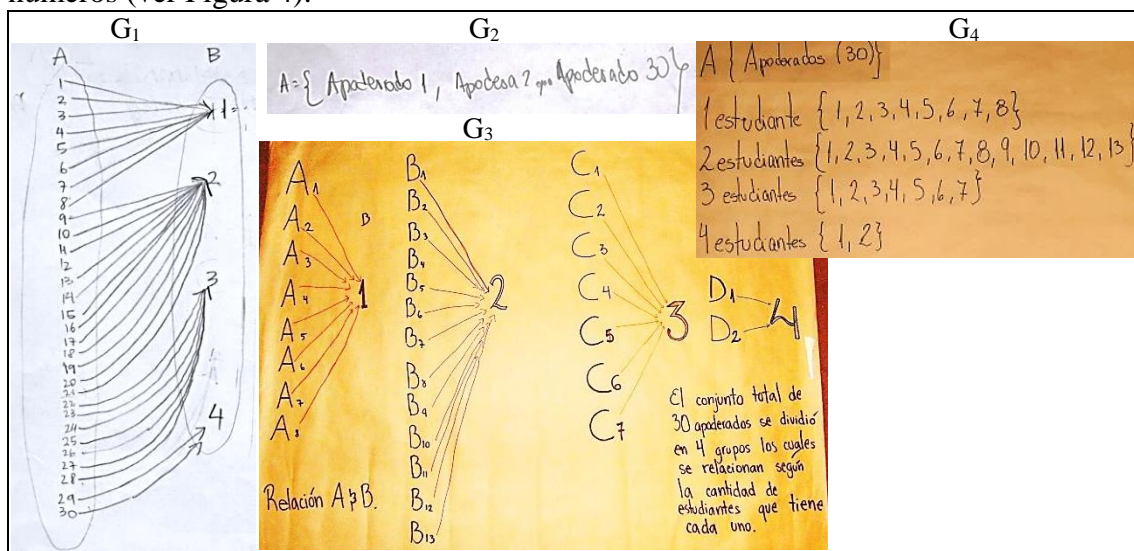 números (ver Figura 4).
G1
A B
1
2
3
4
5
6
7
8
9
10
11
12
13
14
15
16
17
18
19
20
21
22
23
24
25
26
27
28
29
30
1
2
3
4
G2
A={ Apoderado 1, Apodera 2 ,,, Apoderado 30}
G3
A1
A2
A3
A4
A5
A6
A7
A8
B
1
Relación A y B.
B1
B2
B3
B4
B5
B6
B7
B8
B9
B10
B11
B12
B13
2
C1
C2
C3
C4
C5
C6
C7
3
D1
D2
4
El conjunto total de
30 apoderados se dividió
en 4 grupos los cuales
se relacionan según
la cantidad de
estudiantes que tiene
cada uno.
G4
A { Apoderados (30)}
1 estudiante {1, 2, 3, 4, 5, 6, 7, 8}
2 estudiantes {1, 2, 3, 4, 5, 6, 7, 8, 9, 10, 11, 12, 13}
3 estudiantes {1, 2, 3, 4, 5, 6, 7}
4 estudiantes {1, 2}